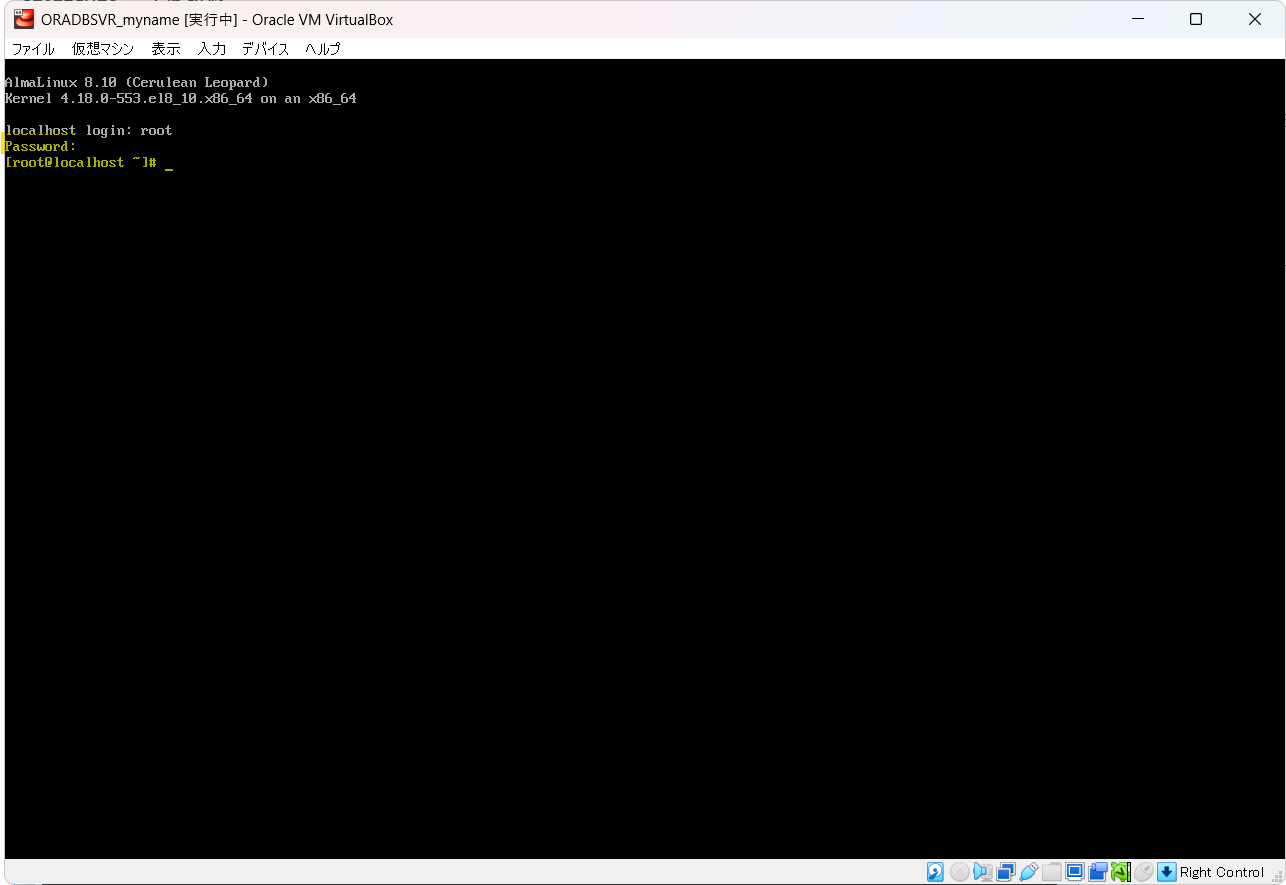 ORADBSVR_myname [実行中] - Oracle VM VirtualBox
ファイル 仮想マシン 表示 入力 デバイス ヘルプ
AlmaLinux 8.10 (Cerulean Leopard)
Kernel 4.18.0-553.el8_10.x86_64 on an x86_64
localhost login: root
Password:
[root@localhost ~]# _
Right Control